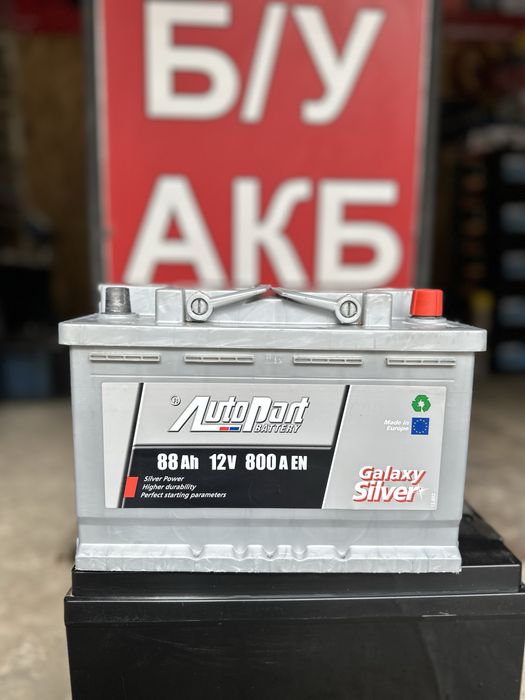 Б/У
АКБ
AutoPart
BATTERY
88 Ah 12V 800 A EN
Silver Power
Higher durability
Perfect starting parameters
Made in
Europe
Galaxy
Silver